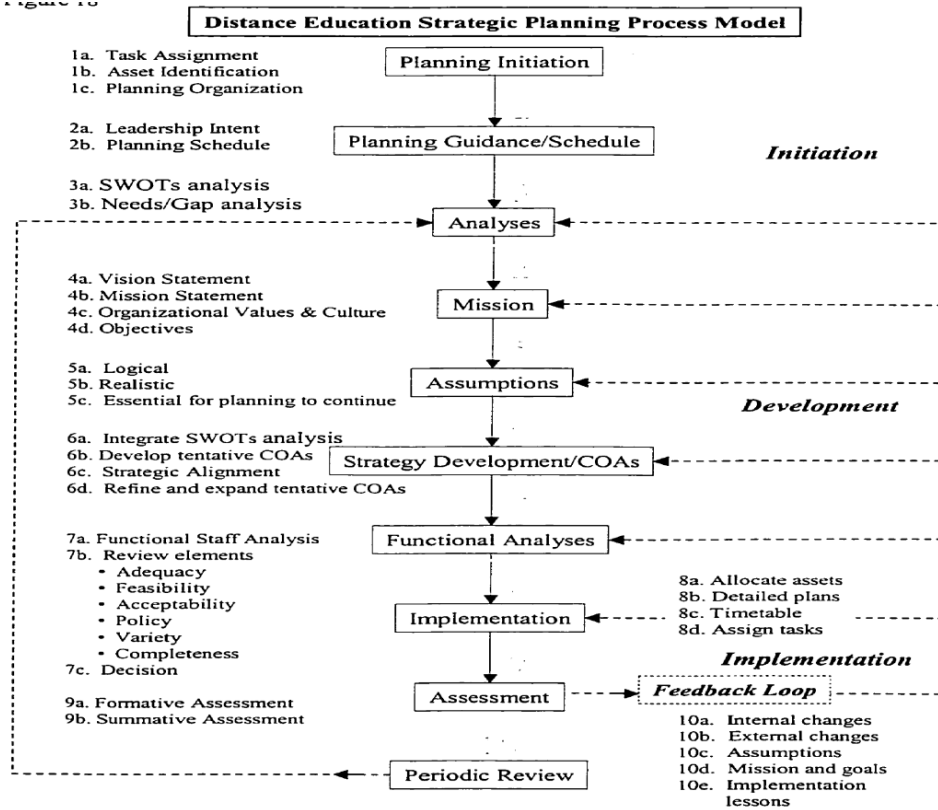 Distance Education Strategic Planning Process Model
1a. Task Assignment
1b. Asset Identification
1c. Planning Organization
Planning Initiation
2a. Leadership Intent
2b. Planning Schedule
Planning Guidance/Schedule
Initiation
3a. SWOTs analysis
3b. Needs/Gap analysis
Analyses
4a. Vision Statement
4b. Mission Statement
4c. Organizational Values & Culture
4d. Objectives
Mission
5a. Logical
5b. Realistic
5c. Essential for planning to continue
Assumptions
Development
6a. Integrate SWOTs analysis
6b. Develop tentative COAs
6c. Strategic Alignment
6d. Refine and expand tentative COAs
Strategy Development/COAs
7a. Functional Staff Analysis
7b. Review elements
• Adequacy
• Feasibility
• Acceptability
• Policy
• Variety
• Completeness
7c. Decision
Functional Analyses
8a. Allocate assets
8b. Detailed plans
8c. Timetable
8d. Assign tasks
Implementation
Implementation
9a. Formative Assessment
9b. Summative Assessment
Assessment
Feedback Loop
10a. Internal changes
10b. External changes
10c. Assumptions
10d. Mission and goals
10e. Implementation
lessons
Periodic Review